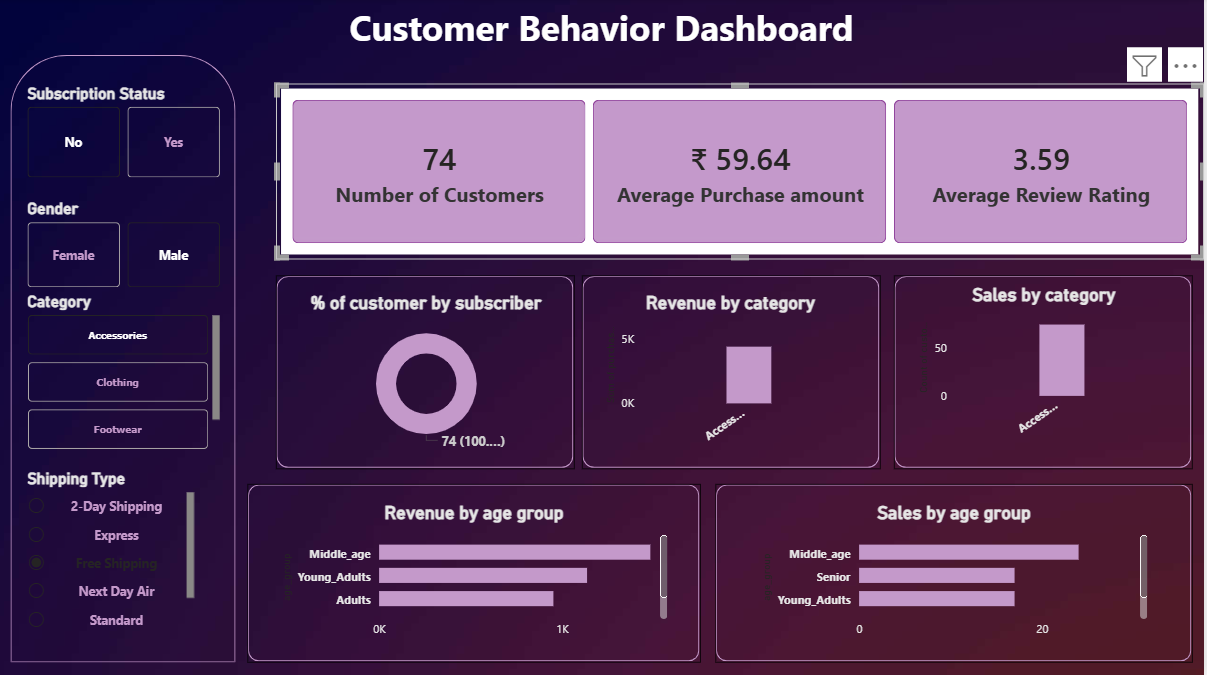 Customer Behavior Dashboard
Subscription Status
No
Yes
Gender
Female
Male
Category
Accessories
Clothing
Footwear
Shipping Type
2-Day Shipping
Express
Free Shipping
Next Day Air
Standard
74
Number of Customers
₹ 59.64
Average Purchase amount
3.59
Average Review Rating
% of customer by subscriber
74 (100....)
Revenue by category
5K
0K
Access...
Sales by category
50
0
Access...
Revenue by age group
Middle_age
Young_Adults
Adults
0K
1K
Sales by age group
Middle_age
Senior
Young_Adults
0
20